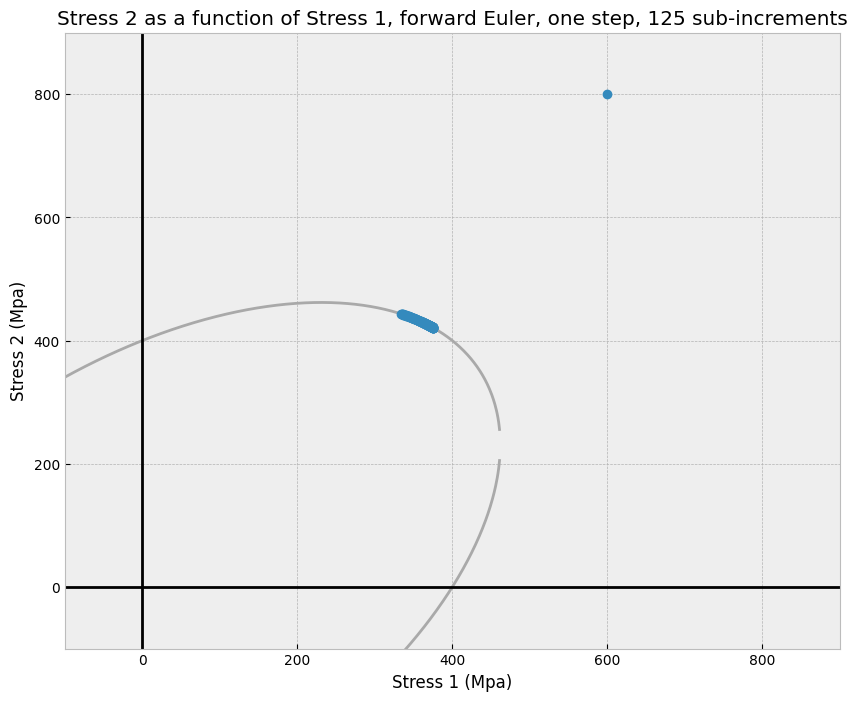 Stress 2 as a function of Stress 1, forward Euler, one step, 125 sub-increments
800
600
400
200
0
Stress 2 (Mpa)
0 200 400 600 800
Stress 1 (Mpa)